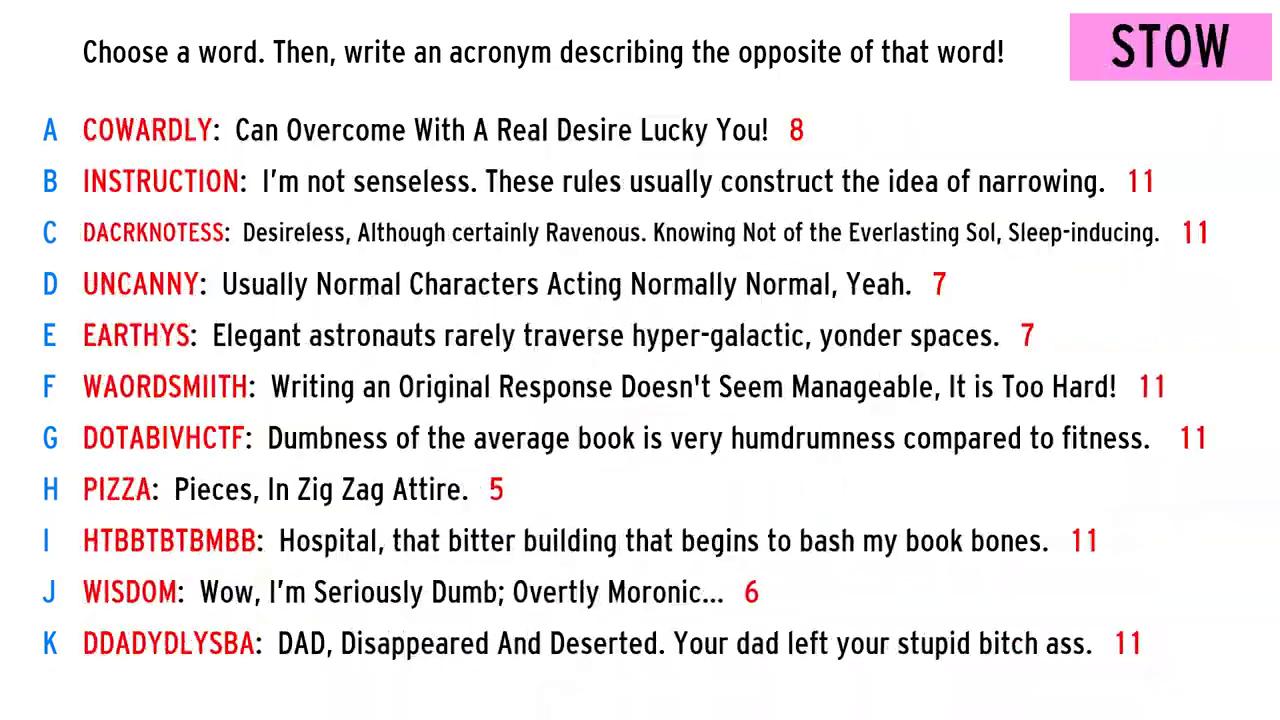 Choose a word. Then, write an acronym describing the opposite of that word!
STOW
A COWARDLY: Can Overcome With A Real Desire Lucky You! 8
B INSTRUCTION: I'm not senseless. These rules usually construct the idea of narrowing. 11
C DACRKNOTESS: Desireless, Although certainly Ravenous. Knowing Not of the Everlasting Sol, Sleep-inducing. 11
D UNCANNY: Usually Normal Characters Acting Normally Normal, Yeah. 7
E EARTHYS: Elegant astronauts rarely traverse hyper-galactic, yonder spaces. 7
F WAORDSMIITH: Writing an Original Response Doesn't Seem Manageable, It is Too Hard! 11
G DOTABIVHCTF: Dumbness of the average book is very humdrumness compared to fitness. 11
H PIZZA: Pieces, In Zig Zag Attire. 5
I HTBBTBTBMBB: Hospital, that bitter building that begins to bash my book bones. 11
J WISDOM: Wow, I'm Seriously Dumb; Overtly Moronic... 6
K DDADYDLYSBA: DAD, Disappeared And Deserted. Your dad left your stupid bitch ass. 11